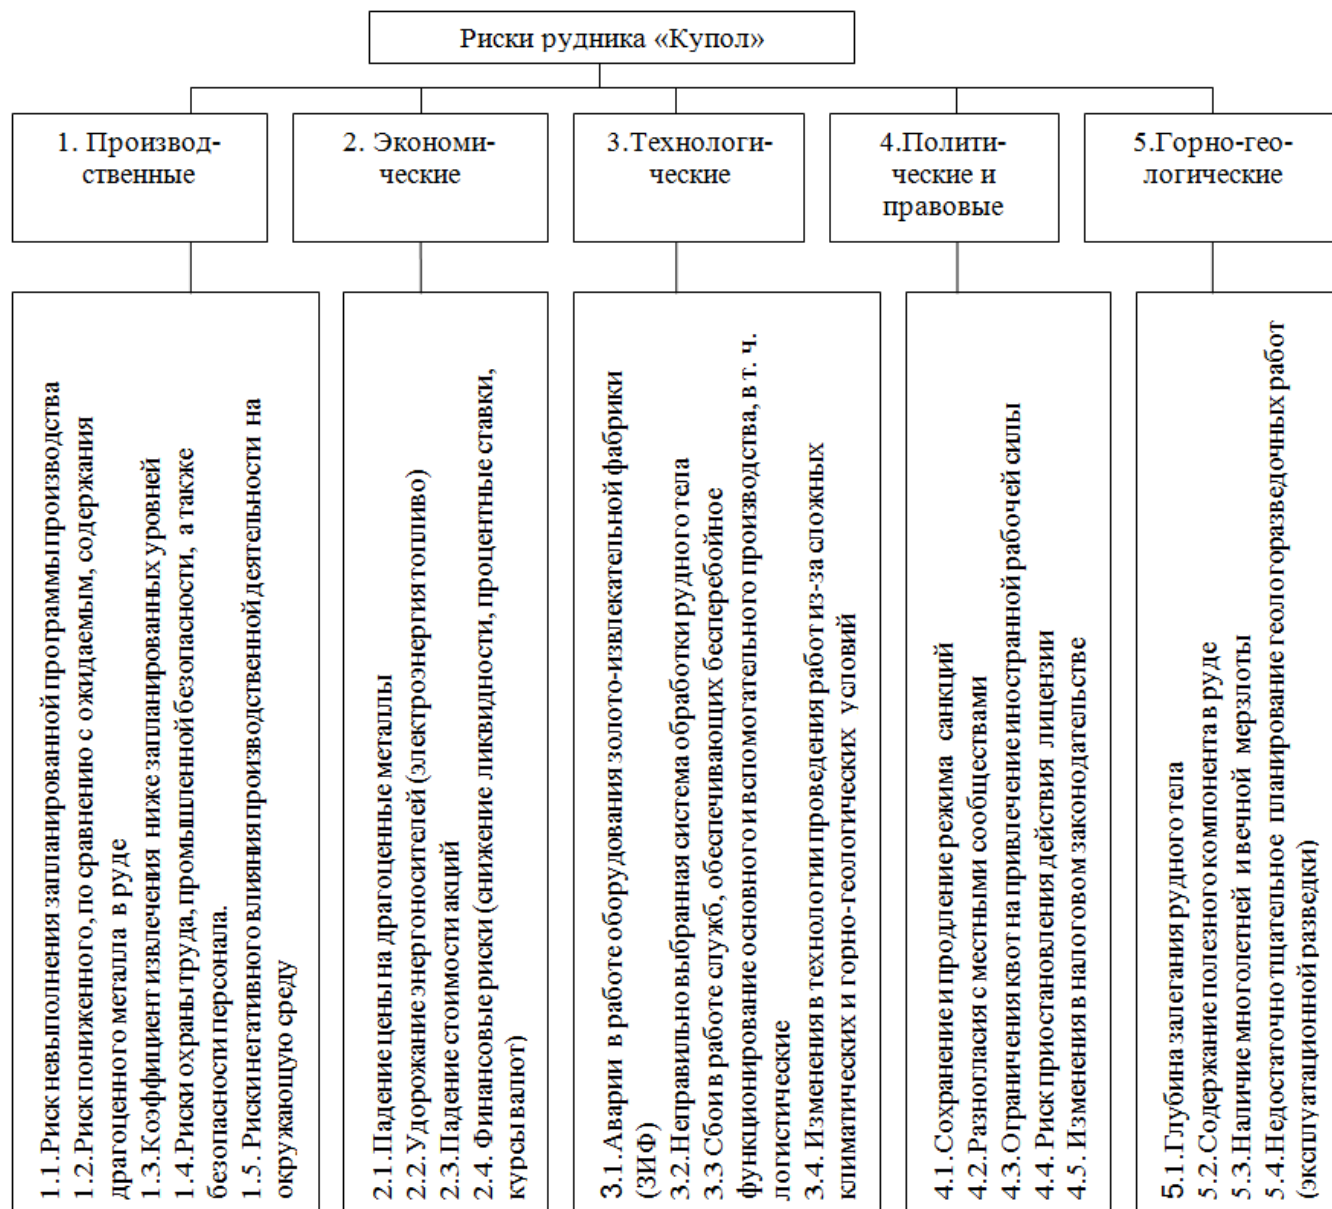 Риски рудника «Купол»
1. Производ-
ственные
2. Экономи-
ческие
3.Технологи-
ческие
4.Полити-
ческие и
правовые
5.Горно-гео-
логические
1.1.Риск невыполнения запланированной программы производства
1.2.Риск пониженного, по сравнению с ожидаемым, содержания
драгоценного металла в руде
1.3.Коэффициент извлечения ниже запланированных уровней
1.4.Риски охраны труда, промышленной безопасности, а также
безопасности персонала.
1.5. Риски негативного влияния производственной деятельности на
окружающую среду
2.1.Падение цены на драгоценные металлы
2.2.Удорожание энергоносителей (электроэнергия топливо)
2.3.Падение стоимости акций
2.4. Финансовые риски (снижение ликвидности, процентные ставки,
курсы валют)
3.1.Аварии в работе оборудования золото-извлекательной фабрики
(ЗИФ)
3.2.Неправильно выбранная система обработки рудного тела
3.3 Сбои в работе служб, обеспечивающих бесперебойное
функционирование основного и вспомогательного производства, в т. ч.
логистические
3.4. Изменения в технологии проведения работ из-за сложных
климатических и горно-геологических условий
4.1.Сохранение и продление режима санкций
4.2.Разногласия с местными сообществами
4.3.Ограничения квот на привлечение иностранной рабочей силы
4.4. Риск приостановления действия лицензии
4.5. Изменения в налоговом законодательстве
5.1.Глубина залегания рудного тела
5.2.Содержание полезного компонента в руде
5.3.Наличие многолетней и вечной мерзлоты
5.4.Недостаточно тщательное планирование геологоразведочных работ
(эксплуатационной разведки)